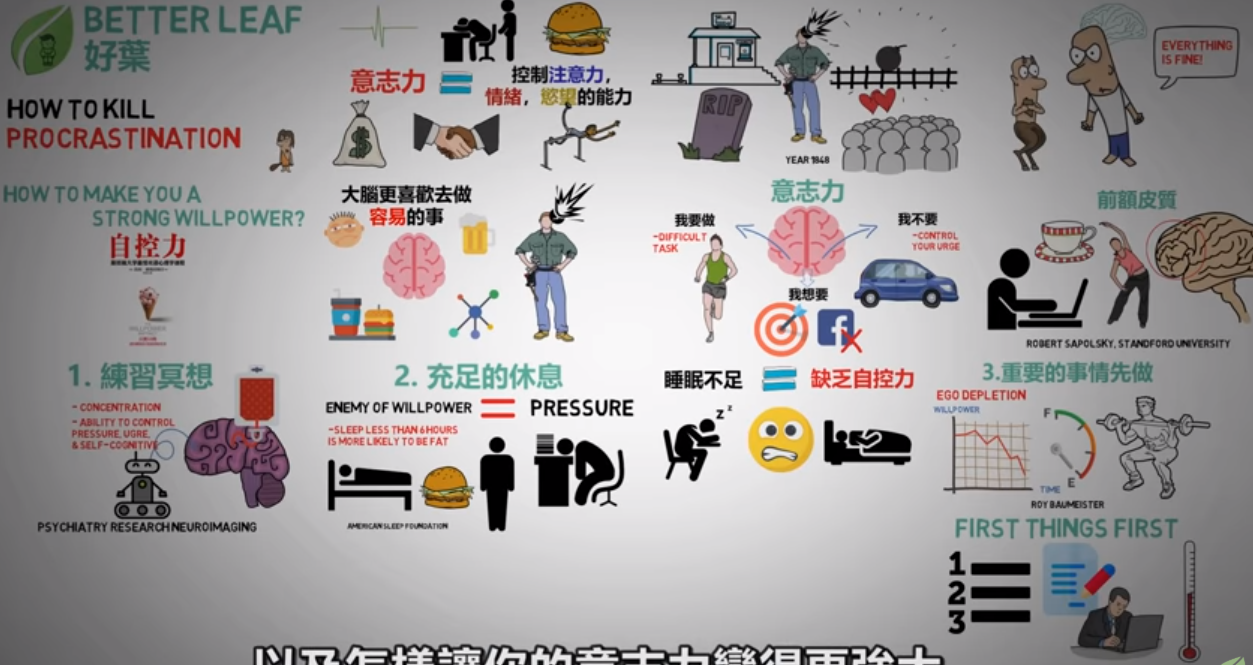 BETTER LEAF
好葉
HOW TO KILL
PROCRASTINATION
意志力
控制注意力，
情緒，慾望的能力
$
RIP
YEAR 1848
EVERYTHING
IS FINE!
HOW TO MAKE YOU A
STRONG WILLPOWER?
自控力
大腦更喜歡去做
容易的事
意志力
我要做
-DIFFICULT
TASK
我不要
-CONTROL
YOUR URGE
我想要
f
前額皮質
ROBERT SAPOLSKY, STANDFORD UNIVERSITY
1. 練習冥想
- CONCENTRATION
- ABILITY TO CONTROL
PRESSURE, UGRE,
& SELF-COGNITIVE
PSYCHIATRY RESEARCH NEUROIMAGING
2. 充足的休息
ENEMY OF WILLPOWER = PRESSURE
-SLEEP LESS THAN 6 HOURS
IS MORE LIKELY TO BE FAT
AMERICAN SLEEP FOUNDATION
睡眠不足
缺乏自控力
z z
3.重要的事情先做
EGO DEPLETION
WILLPOWER
TIME
F
E
ROY BAUMEISTER
FIRST THINGS FIRST
1
2
3
以及怎樣讓你的意志力變得更強大